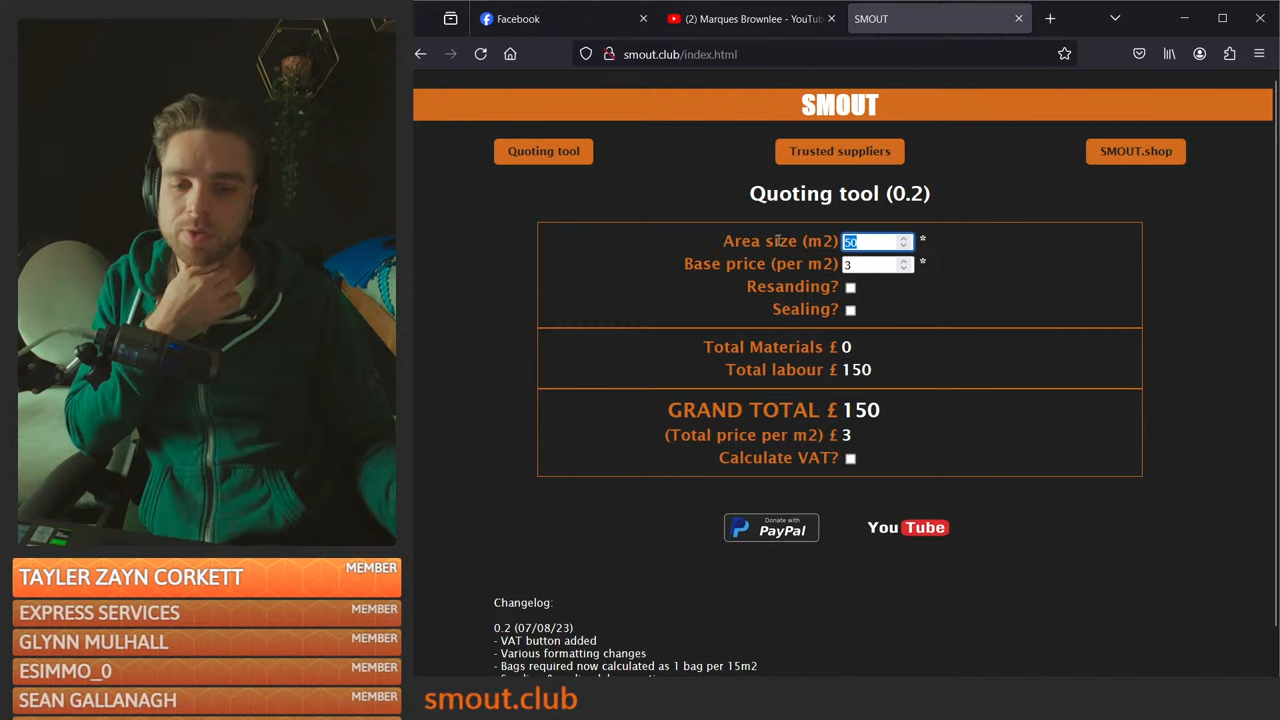 Facebook
(2) Marques Brownlee - YouTub
SMOUT
smout.club/index.html
SMOUT
Quoting tool
Trusted suppliers
SMOUT.shop
Quoting tool (0.2)
Area size (m2) 50 *
Base price (per m2) 3 *
Resanding?
Sealing?
Total Materials £ 0
Total labour £ 150
GRAND TOTAL £ 150
(Total price per m2) £ 3
Calculate VAT?
Donate with
PayPal
YouTube
Changelog:
0.2 (07/08/23)
- VAT button added
- Various formatting changes
- Bags required now calculated as 1 bag per 15m2
TAYLER ZAYN CORKETT MEMBER
EXPRESS SERVICES MEMBER
GLYNN MULHALL MEMBER
ESIMMO_0 MEMBER
SEAN GALLANAGH MEMBER
smout.club